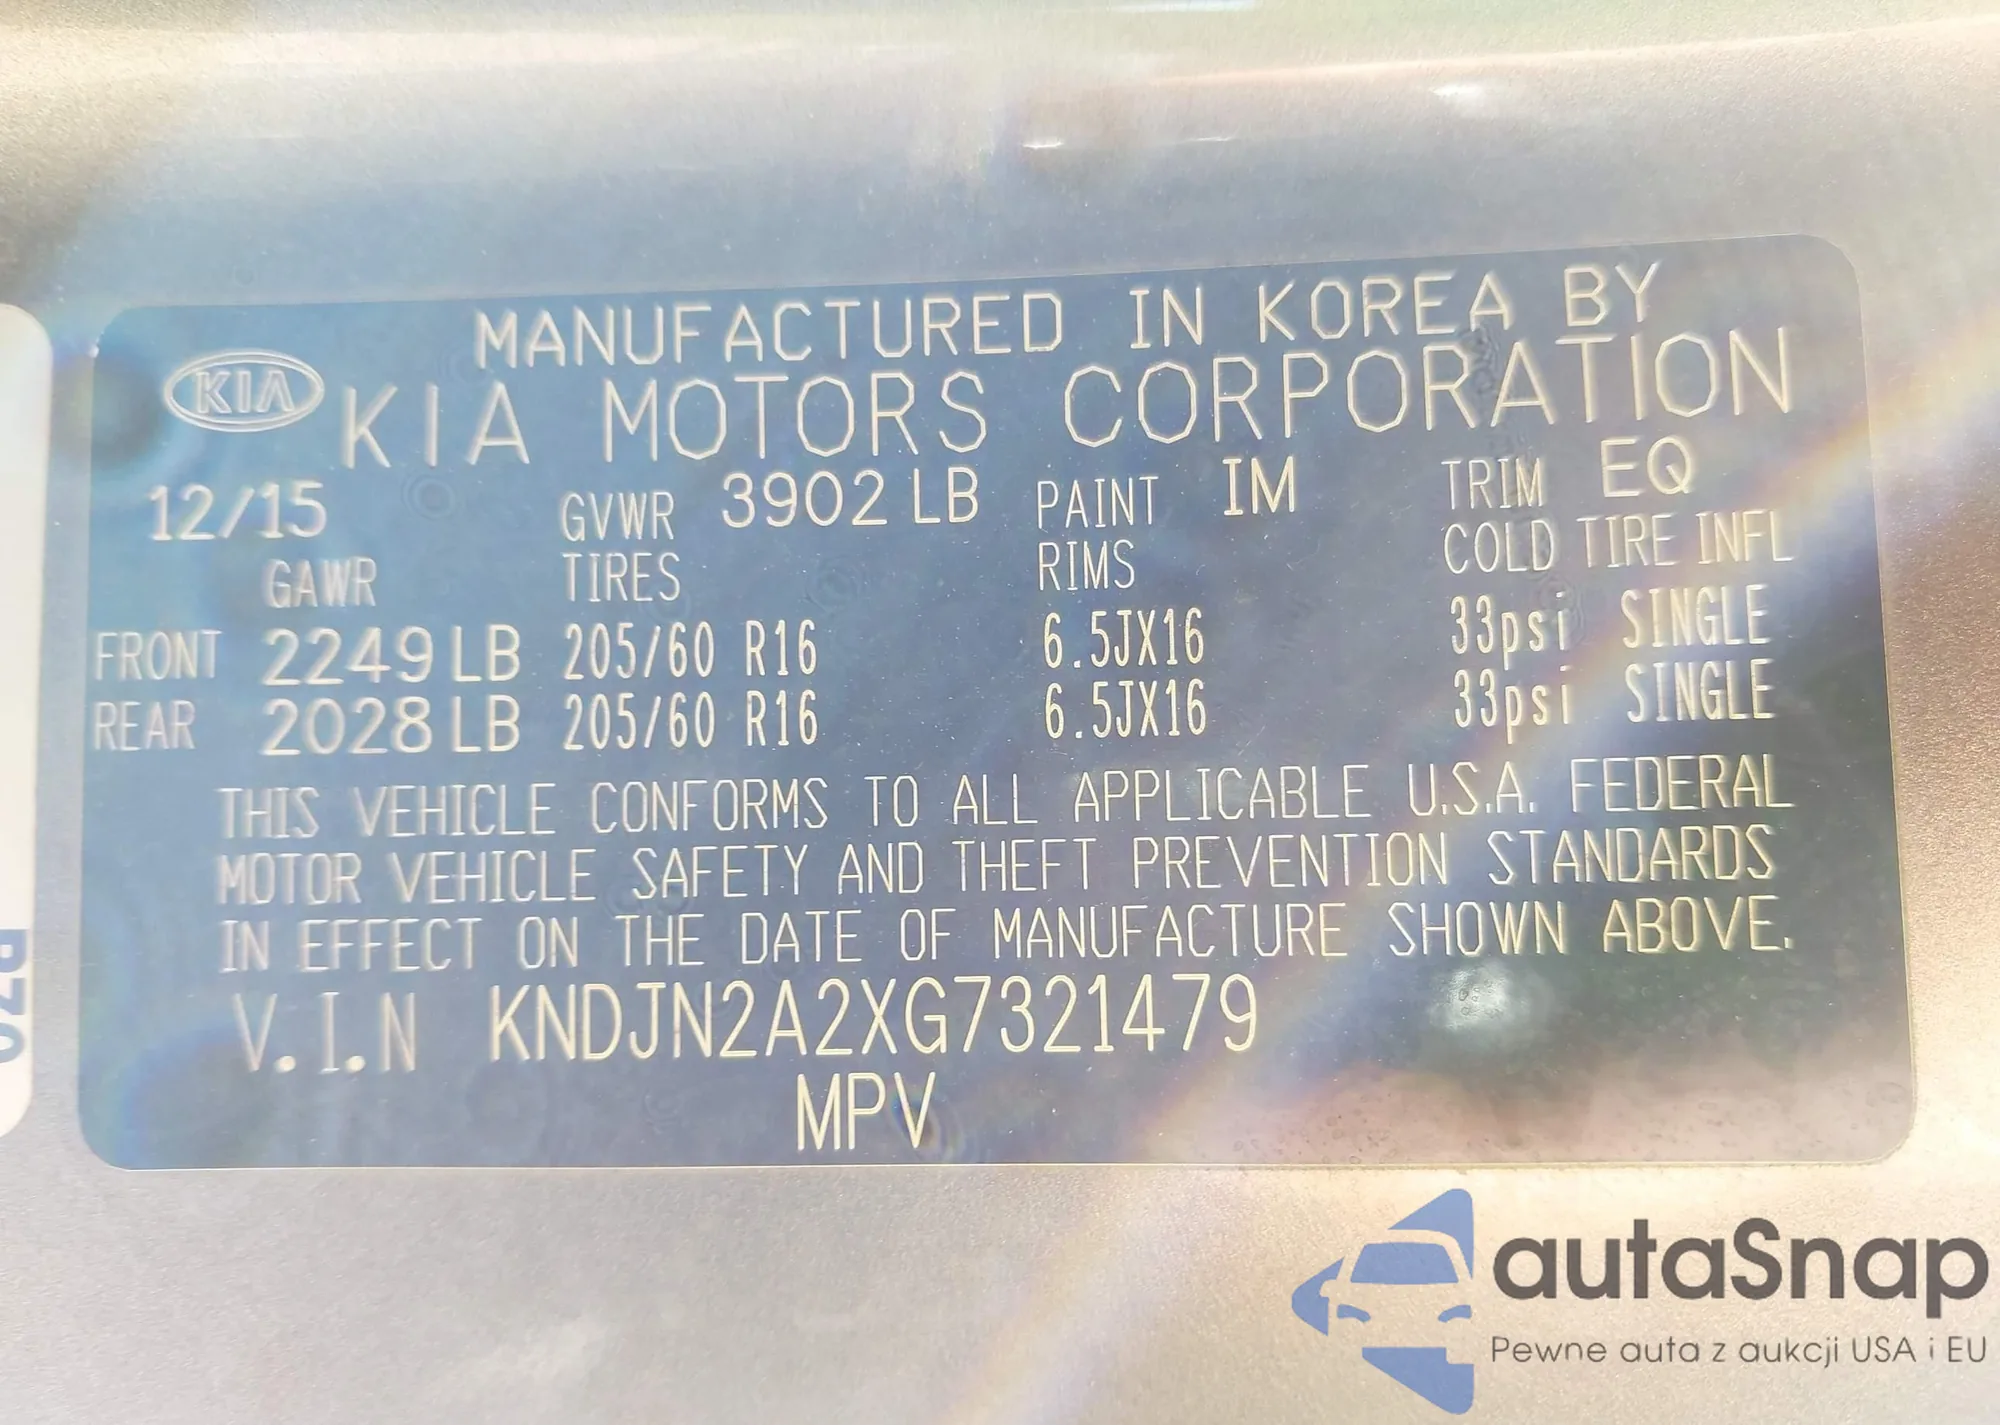 MANUFACTURED IN KOREA BY
KIA KIA MOTORS CORPORATION
12/15 GVWR 3902 LB PAINT IM TRIM EQ
GAWR TIRES RIMS COLD TIRE INFL
FRONT 2249 LB 205/60 R16 6.5JX16 33psi SINGLE
REAR 2028 LB 205/60 R16 6.5JX16 33psi SINGLE
THIS VEHICLE CONFORMS TO ALL APPLICABLE U.S.A. FEDERAL
MOTOR VEHICLE SAFETY AND THEFT PREVENTION STANDARDS
IN EFFECT ON THE DATE OF MANUFACTURE SHOWN ABOVE.
V.I.N KNDJN2A2XG7321479
MPV
autaSnap
Pewne auta z aukcji USA i EU